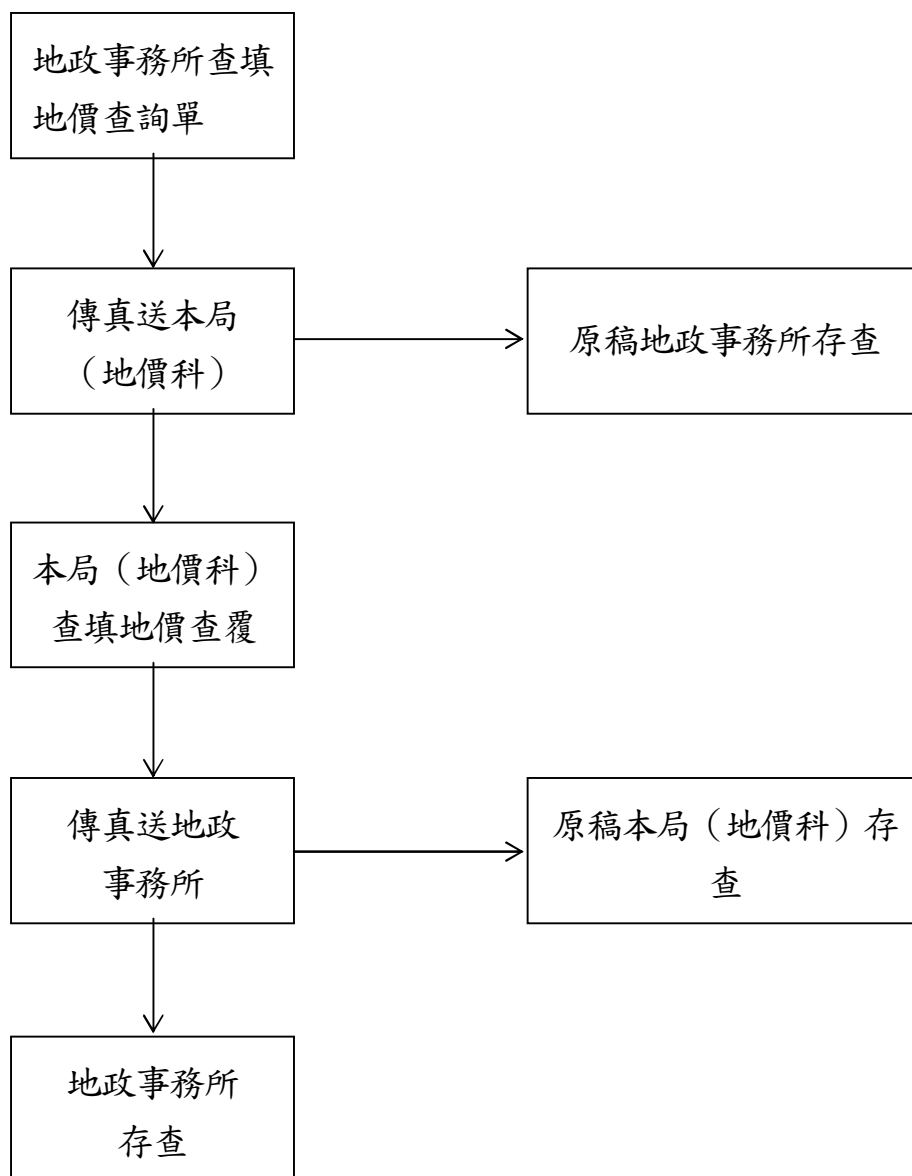 地政事務所查填
地價查詢單
傳真送本局
（地價科）
原稿地政事務所存查
本局（地價科）
查填地價查覆
傳真送地政
事務所
原稿本局（地價科）存
查
地政事務所
存查